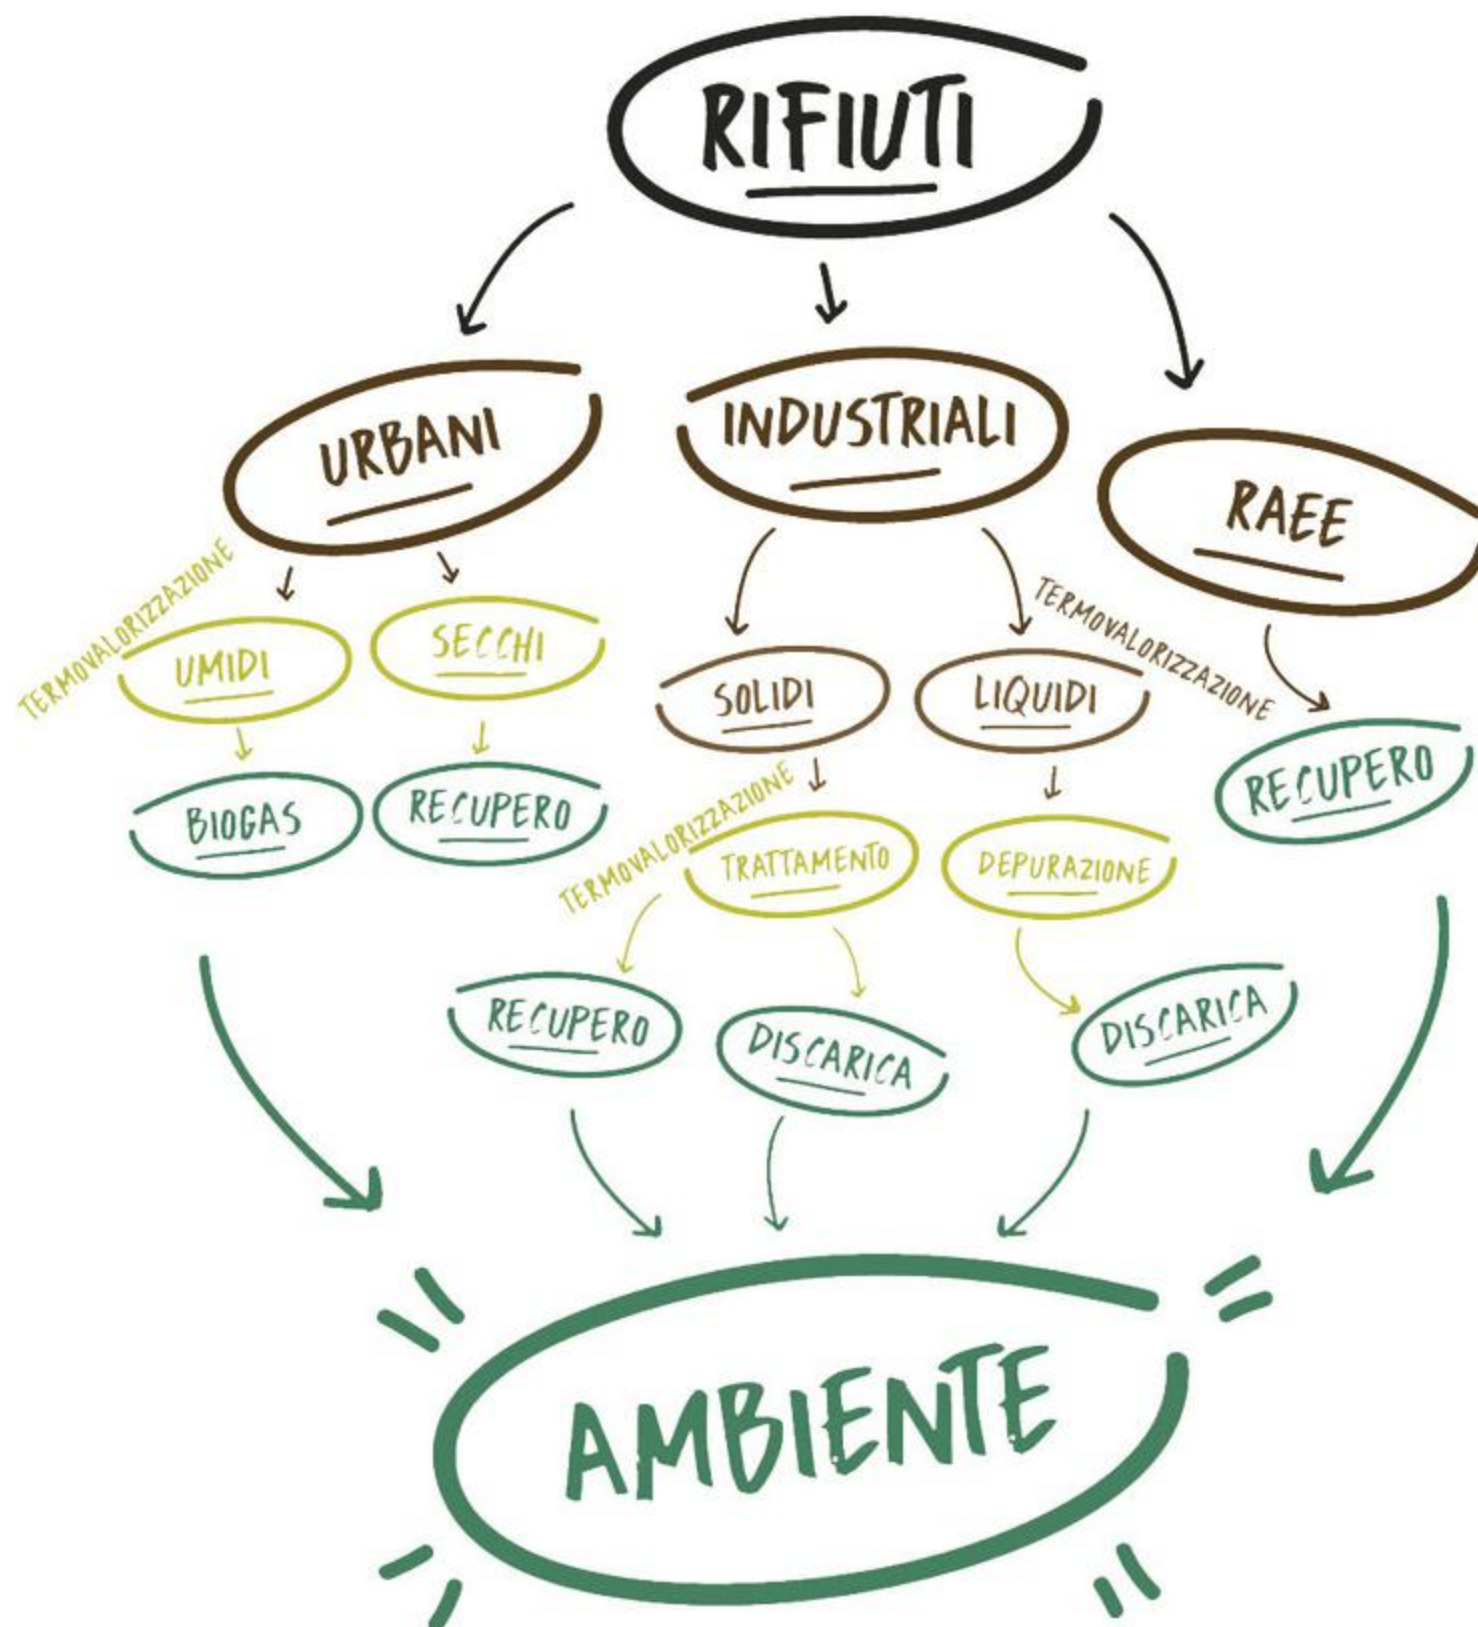 RIFIUTI
URBANI
INDUSTRIALI
RAEE
TERMOVALORIZZAZIONE
UMIDI
SECCHI
SOLIDI
LIQUIDI
TERMOVALORIZZAZIONE
RECUPERO
BIOGAS
RECUPERO
TERMOVALORIZZAZIONE
TRATTAMENTO
DEPURAZIONE
RECUPERO
DISCARICA
DISCARICA
AMBIENTE